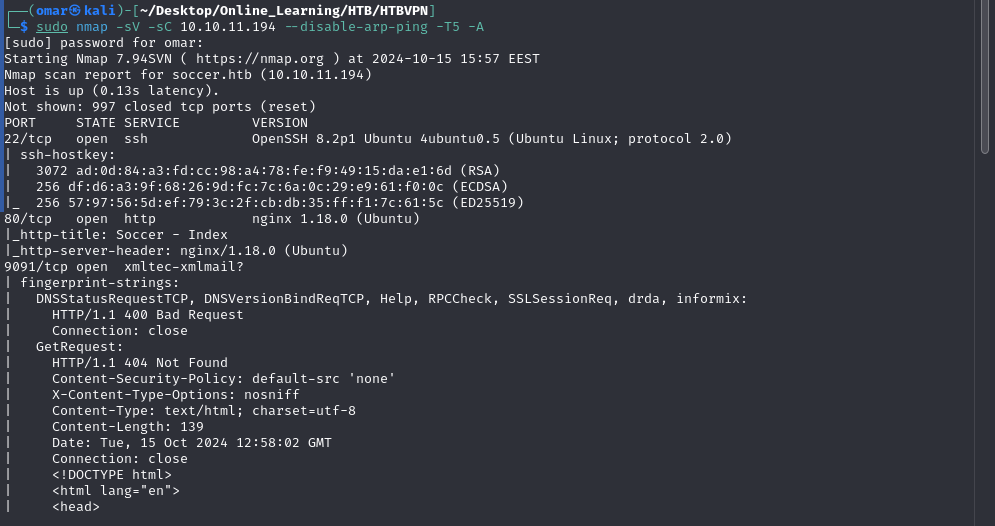 ┌──(omar㉿kali)-[~/Desktop/Online_Learning/HTB/HTBVPN]
└─$ sudo nmap -sV -sC 10.10.11.194 --disable-arp-ping -T5 -A
[sudo] password for omar:
Starting Nmap 7.94SVN ( https://nmap.org ) at 2024-10-15 15:57 EEST
Nmap scan report for soccer.htb (10.10.11.194)
Host is up (0.13s latency).
Not shown: 997 closed tcp ports (reset)
PORT     STATE SERVICE         VERSION
22/tcp   open  ssh             OpenSSH 8.2p1 Ubuntu 4ubuntu0.5 (Ubuntu Linux; protocol 2.0)
| ssh-hostkey:
|   3072 ad:0d:84:a3:fd:cc:98:a4:78:fe:f9:49:15:da:e1:6d (RSA)
|   256 df:d6:a3:9f:68:26:9d:fc:7c:6a:0c:29:e9:61:f0:0c (ECDSA)
|_  256 57:97:56:5d:ef:79:3c:2f:cb:db:35:ff:f1:7c:61:5c (ED25519)
80/tcp   open  http            nginx 1.18.0 (Ubuntu)
|_http-title: Soccer - Index
|_http-server-header: nginx/1.18.0 (Ubuntu)
9091/tcp open  xmltec-xmlmail?
| fingerprint-strings:
|   DNSStatusRequestTCP, DNSVersionBindReqTCP, Help, RPCCheck, SSLSessionReq, drda, informix:
|     HTTP/1.1 400 Bad Request
|     Connection: close
|   GetRequest:
|     HTTP/1.1 404 Not Found
|     Content-Security-Policy: default-src 'none'
|     X-Content-Type-Options: nosniff
|     Content-Type: text/html; charset=utf-8
|     Content-Length: 139
|     Date: Tue, 15 Oct 2024 12:58:02 GMT
|     Connection: close
|     <!DOCTYPE html>
|     <html lang="en">
|     <head>